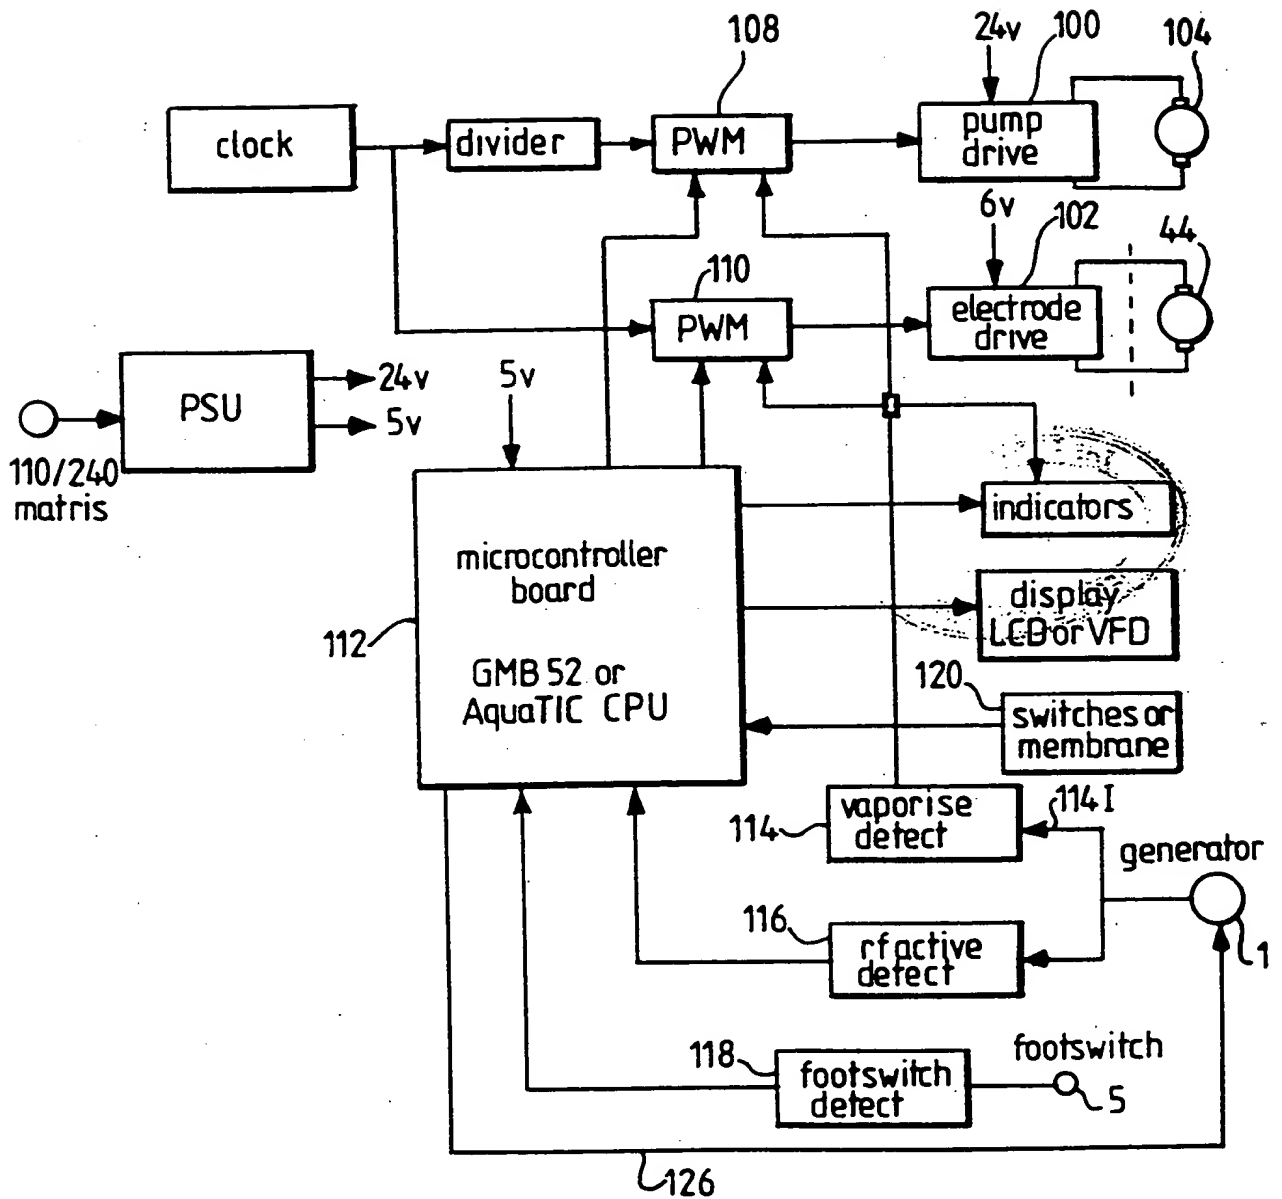 108
24v
100
104
clock
divider
PWM
pump
drive
6v
102
44
110
PWM
electrode
drive
PSU
24v
5v
5v
110/240
matris
indicators
microcontroller
board
display
LCD or VFD
112
GMB 52 or
AquaTIC CPU
120
switches or
membrane
114
vaporise
detect
114 I
generator
116
rf active
detect
1
118
footswitch
detect
footswitch
5
126